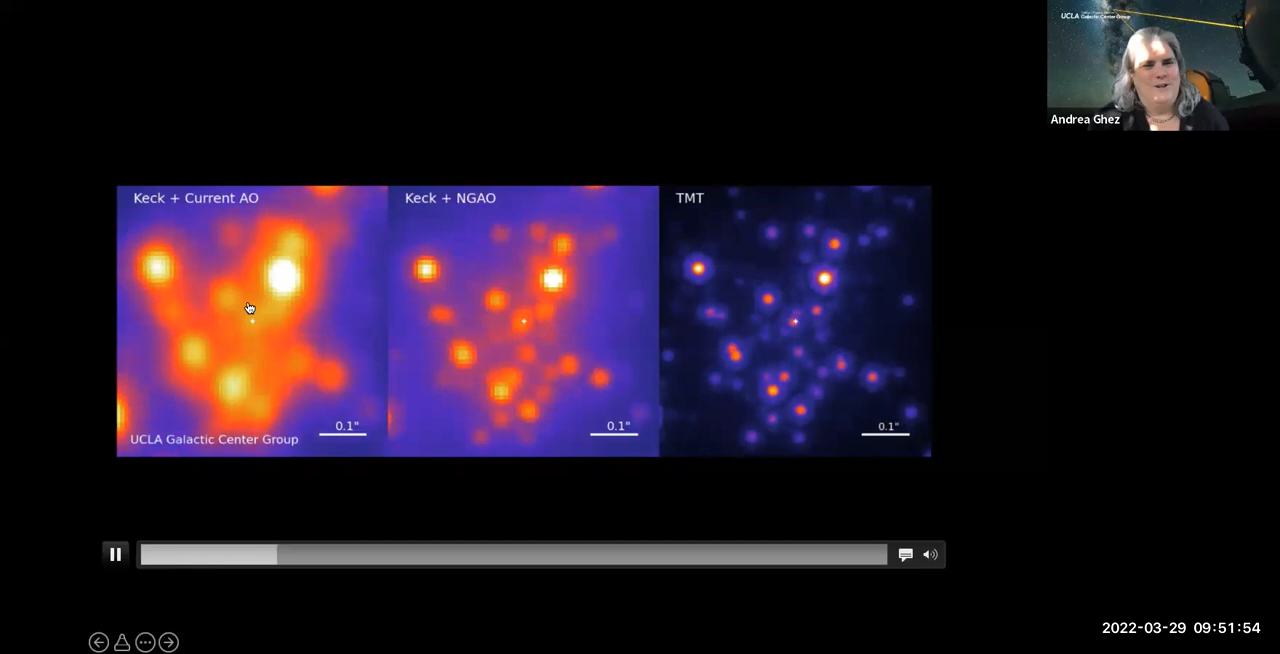 UCLA Galactic Center Group
Andrea Ghez
Keck + Current AO
Keck + NGAO
TMT
0.1"
0.1"
0.1"
UCLA Galactic Center Group
2022-03-29 09:51:54